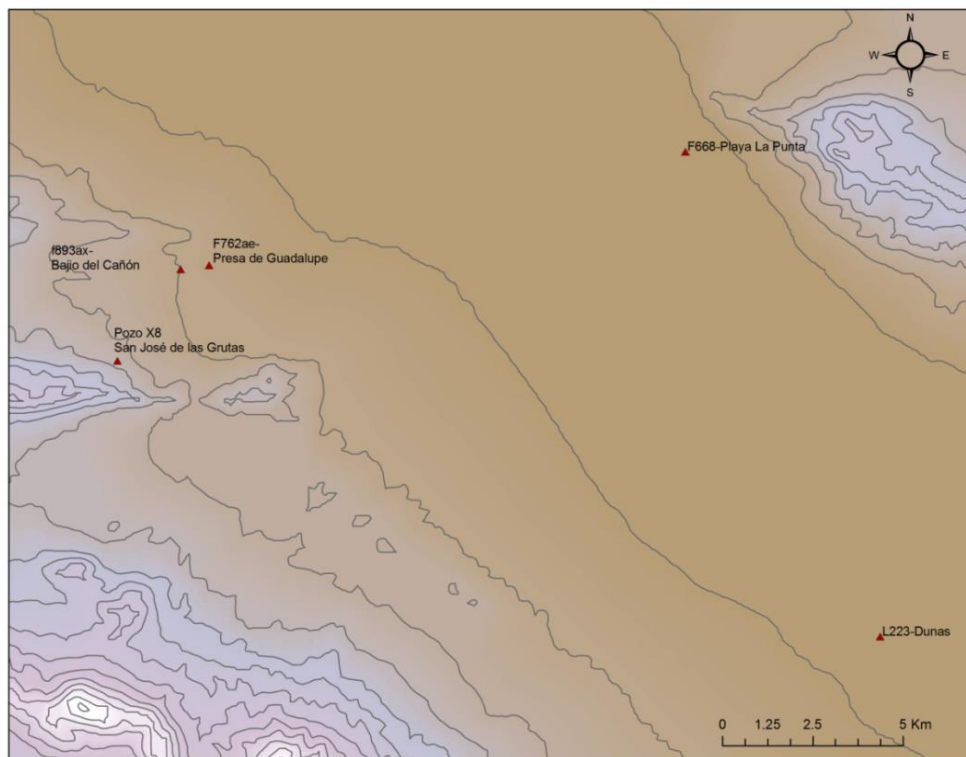 N
W E
S
F668-Playa La Punta
f893ax-
Bajio del Cañón
F762ae-
Presa de Guadalupe
Pozo X8
San José de las Grutas
L223-Dunas
0 1.25 2.5 5 Km